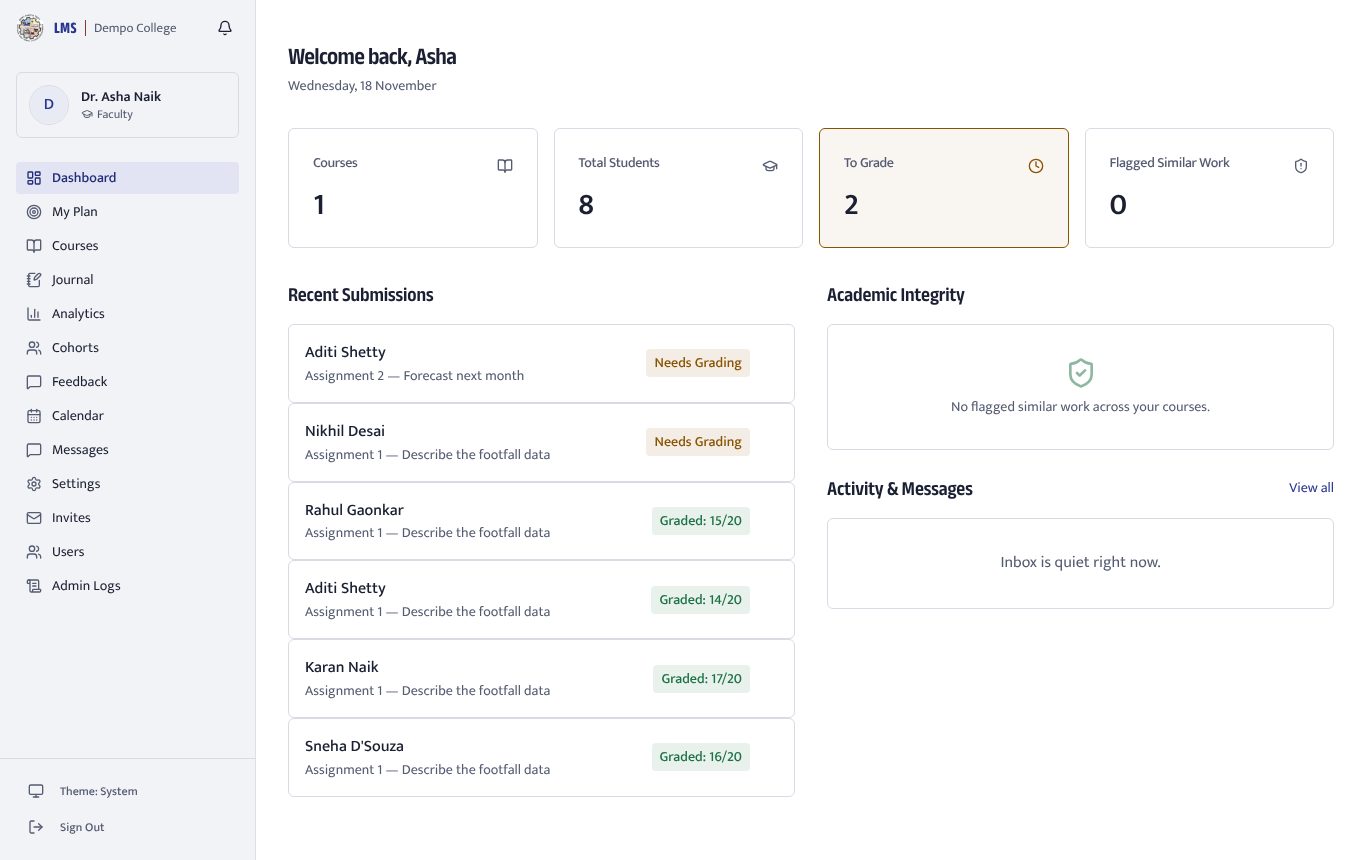 LMS | Dempo College
D
Dr. Asha Naik
Faculty
Dashboard
My Plan
Courses
Journal
Analytics
Cohorts
Feedback
Calendar
Messages
Settings
Invites
Users
Admin Logs
Theme: System
Sign Out
Welcome back, Asha
Wednesday, 18 November
Courses
1
Total Students
8
To Grade
2
Flagged Similar Work
0
Recent Submissions
Aditi Shetty
Assignment 2 — Forecast next month
Needs Grading
Nikhil Desai
Assignment 1 — Describe the footfall data
Needs Grading
Rahul Gaonkar
Assignment 1 — Describe the footfall data
Graded: 15/20
Aditi Shetty
Assignment 1 — Describe the footfall data
Graded: 14/20
Karan Naik
Assignment 1 — Describe the footfall data
Graded: 17/20
Sneha D'Souza
Assignment 1 — Describe the footfall data
Graded: 16/20
Academic Integrity
No flagged similar work across your courses.
Activity & Messages
View all
Inbox is quiet right now.